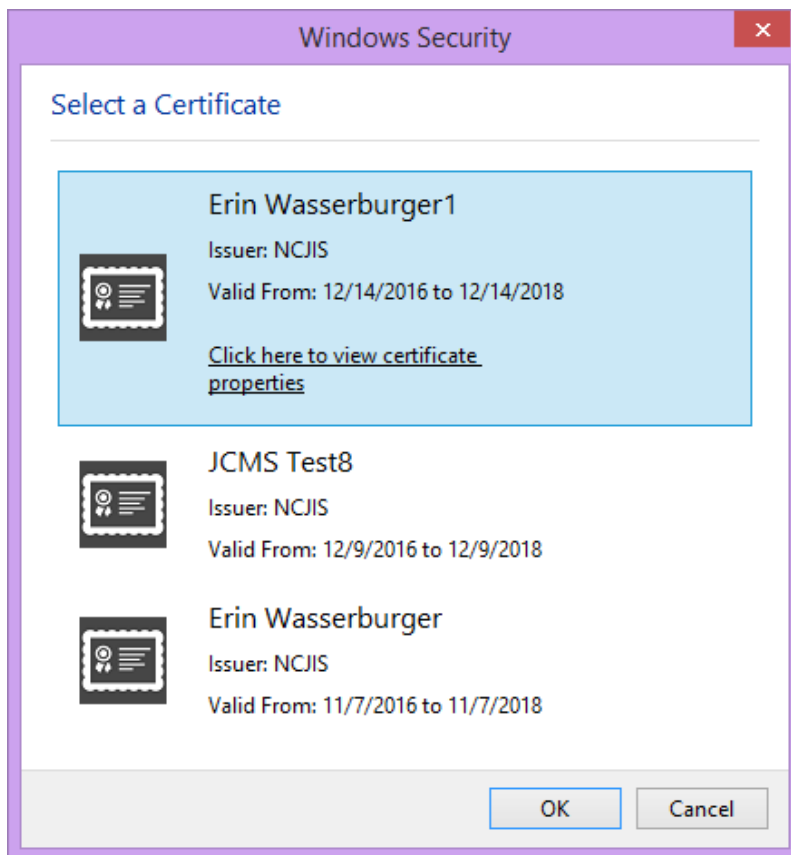 Windows Security
Select a Certificate
Erin Wasserburger1
Issuer: NCJIS
Valid From: 12/14/2016 to 12/14/2018
Click here to view certificate
properties
JCMS Test8
Issuer: NCJIS
Valid From: 12/9/2016 to 12/9/2018
Erin Wasserburger
Issuer: NCJIS
Valid From: 11/7/2016 to 11/7/2018
OK Cancel